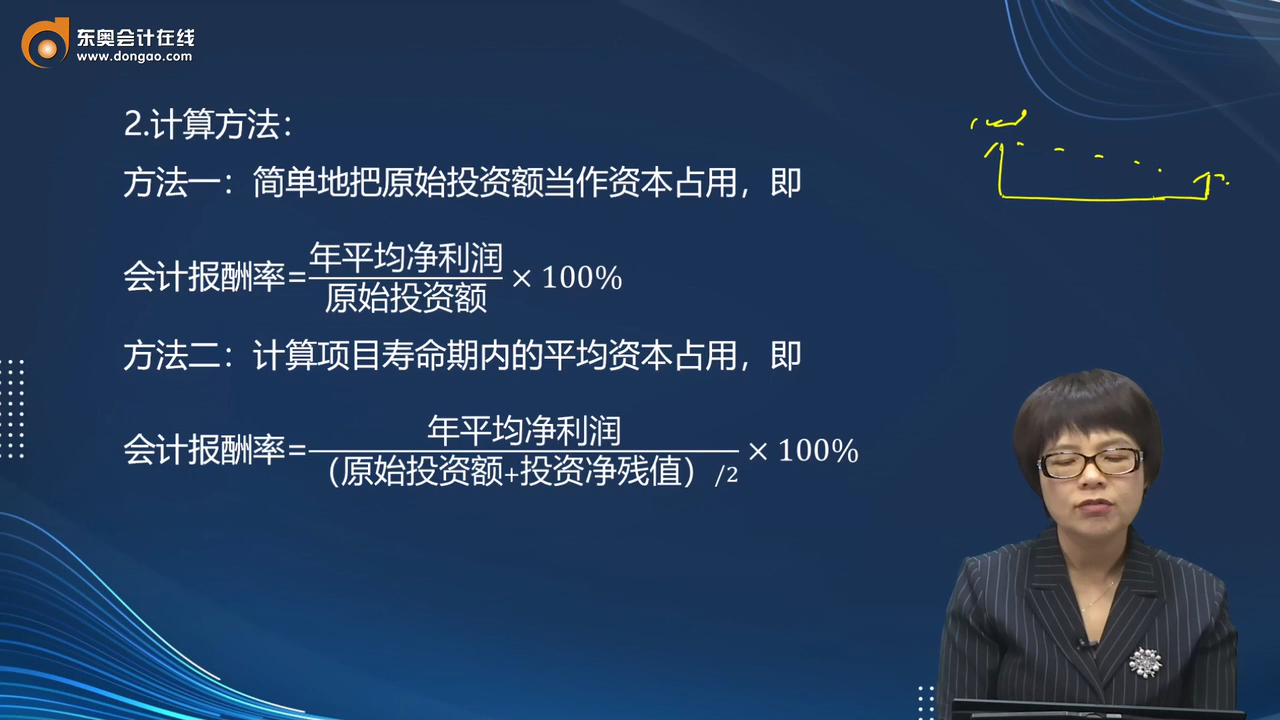 东奥会计在线
www.dongao.com
2.计算方法：
方法一：简单地把原始投资额当作资本占用，即
会计报酬率=年平均净利润/原始投资额×100%
方法二：计算项目寿命期内的平均资本占用，即
会计报酬率=年平均净利润/（原始投资额+投资净残值）/2×100%